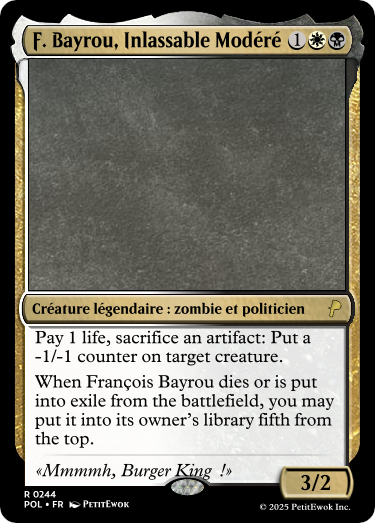 F. Bayrou, Inlassable Modéré 1
Créature légendaire : zombie et politicien
Pay 1 life, sacrifice an artifact: Put a
-1/-1 counter on target creature.
When François Bayrou dies or is put
into exile from the battlefield, you may
put it into its owner's library fifth from
the top.
«Mmmmh, Burger King !»
3/2
R 0244
POL • FR PetitEwok
© 2025 PetitEwok Inc.